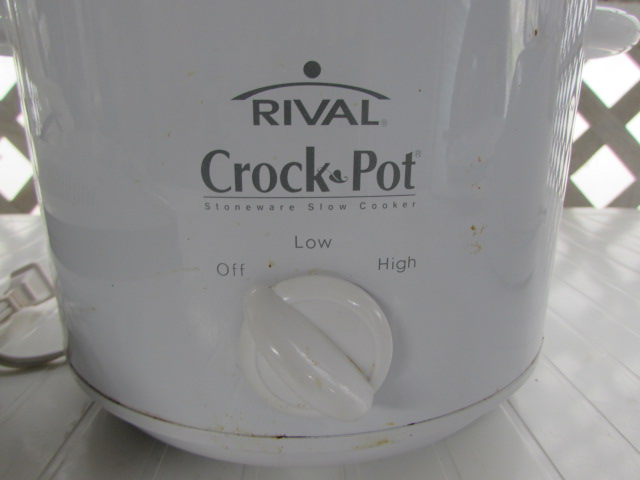 RIVAL®
Crock•Pot®
Stoneware Slow Cooker
Low
Off
High